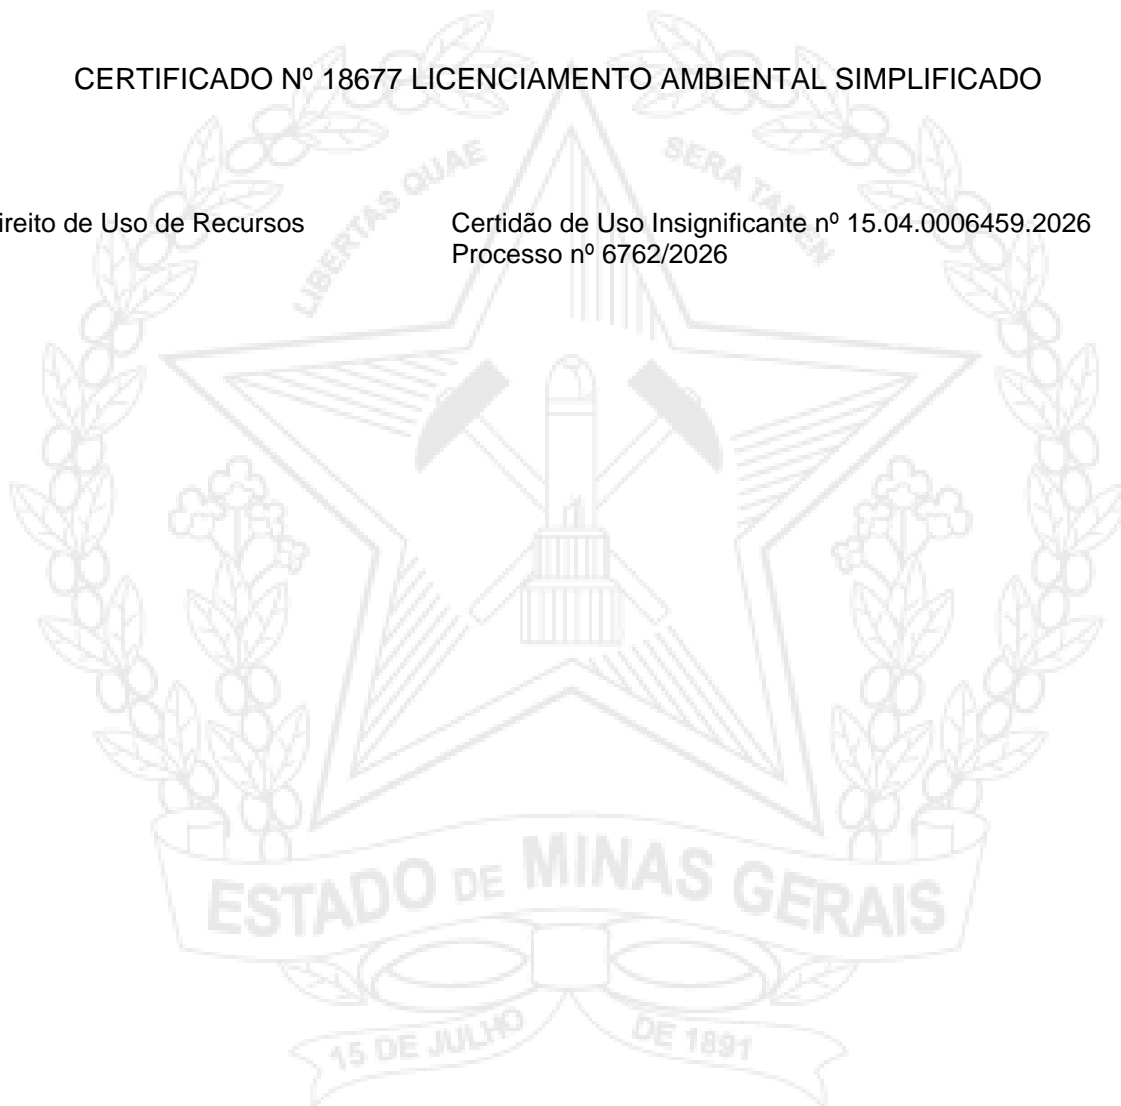 CERTIFICADO Nº 18677 LICENCIAMENTO AMBIENTAL SIMPLIFICADO
LIBERTAS QUAE SERA TAMEN
ireito de Uso de Recursos Certidão de Uso Insignificante nº 15.04.0006459.2026
Processo nº 6762/2026
ESTADO DE MINAS GERAIS
15 DE JULHO DE 1891